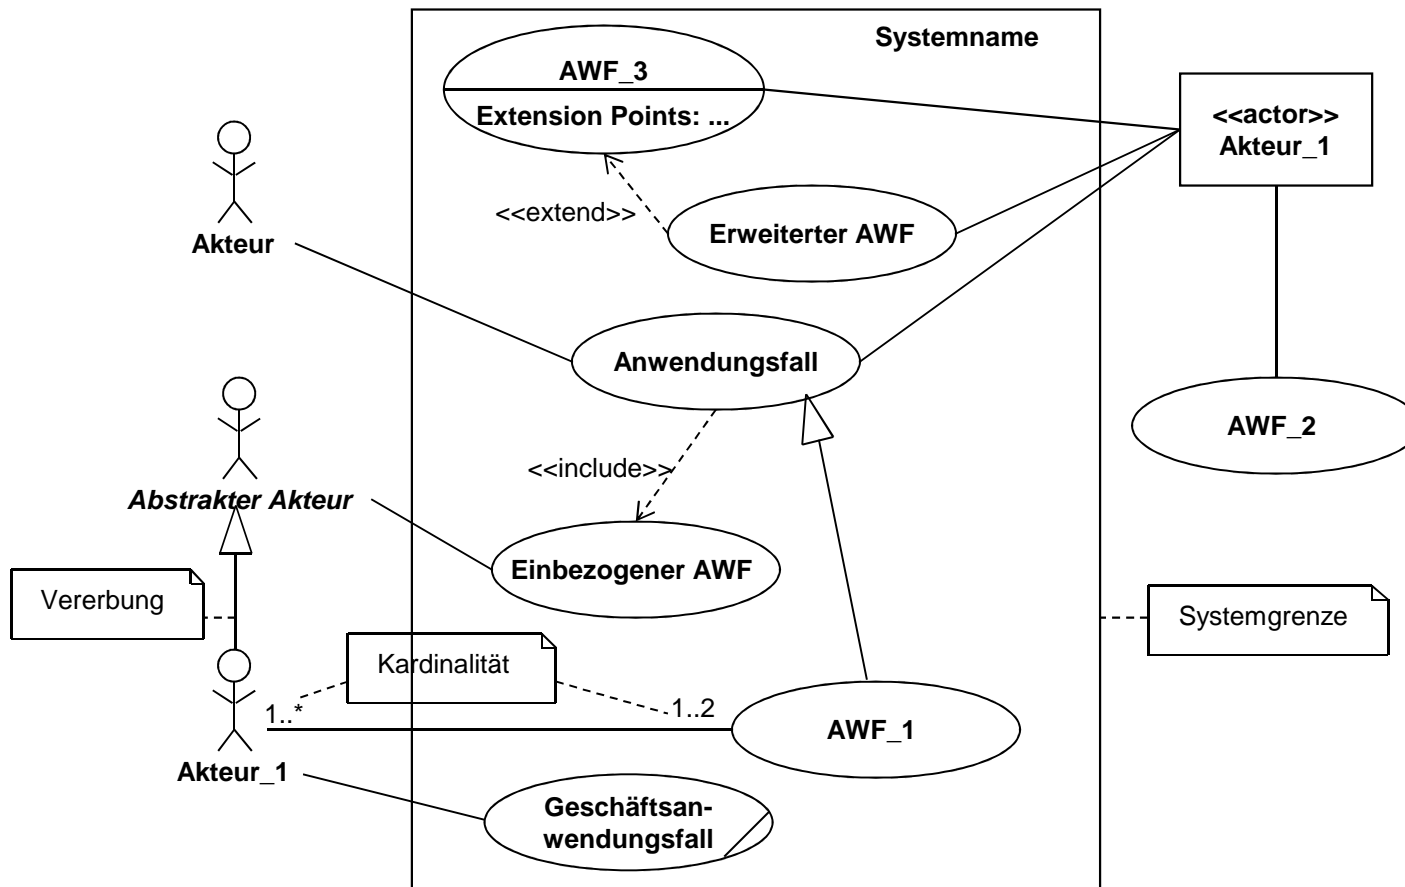 Systemname
AWF_3
Extension Points: ...
<<actor>>
Akteur_1
<<extend>>
Erweiterter AWF
Akteur
Anwendungsfall
AWF_2
<<include>>
Abstrakter Akteur
Einbezogener AWF
Vererbung
Systemgrenze
Kardinalität
1..*
1..2
AWF_1
Akteur_1
Geschäftsan-
wendungsfall